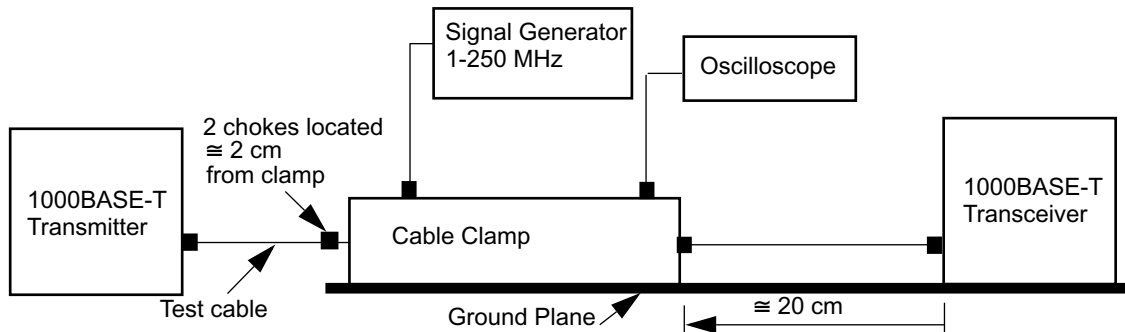 Signal Generator
1-250 MHz
Oscilloscope
2 chokes located
≅ 2 cm
from clamp
1000BASE-T
Transmitter
1000BASE-T
Transceiver
Cable Clamp
Test cable
Ground Plane
≅ 20 cm